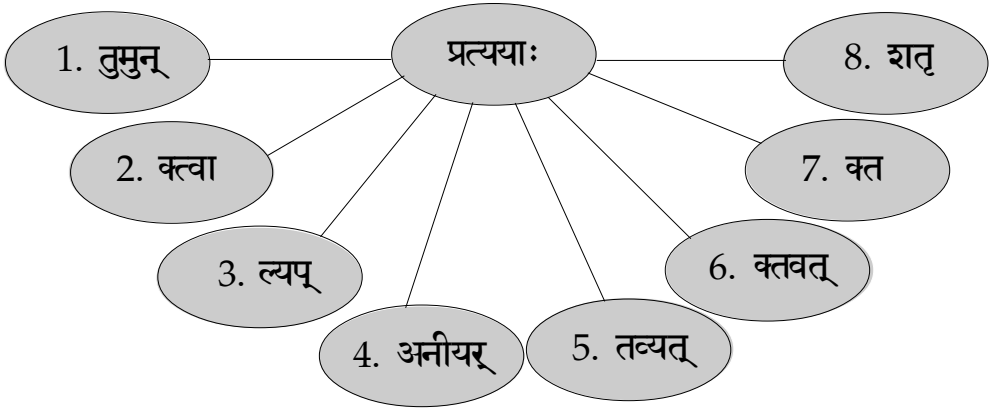 प्रत्ययाः
1. तुमुन्
2. क्त्वा
3. ल्यप्
4. अनीयर्
5. तव्यत्
6. क्तवत्
7. क्त
8. शतृ